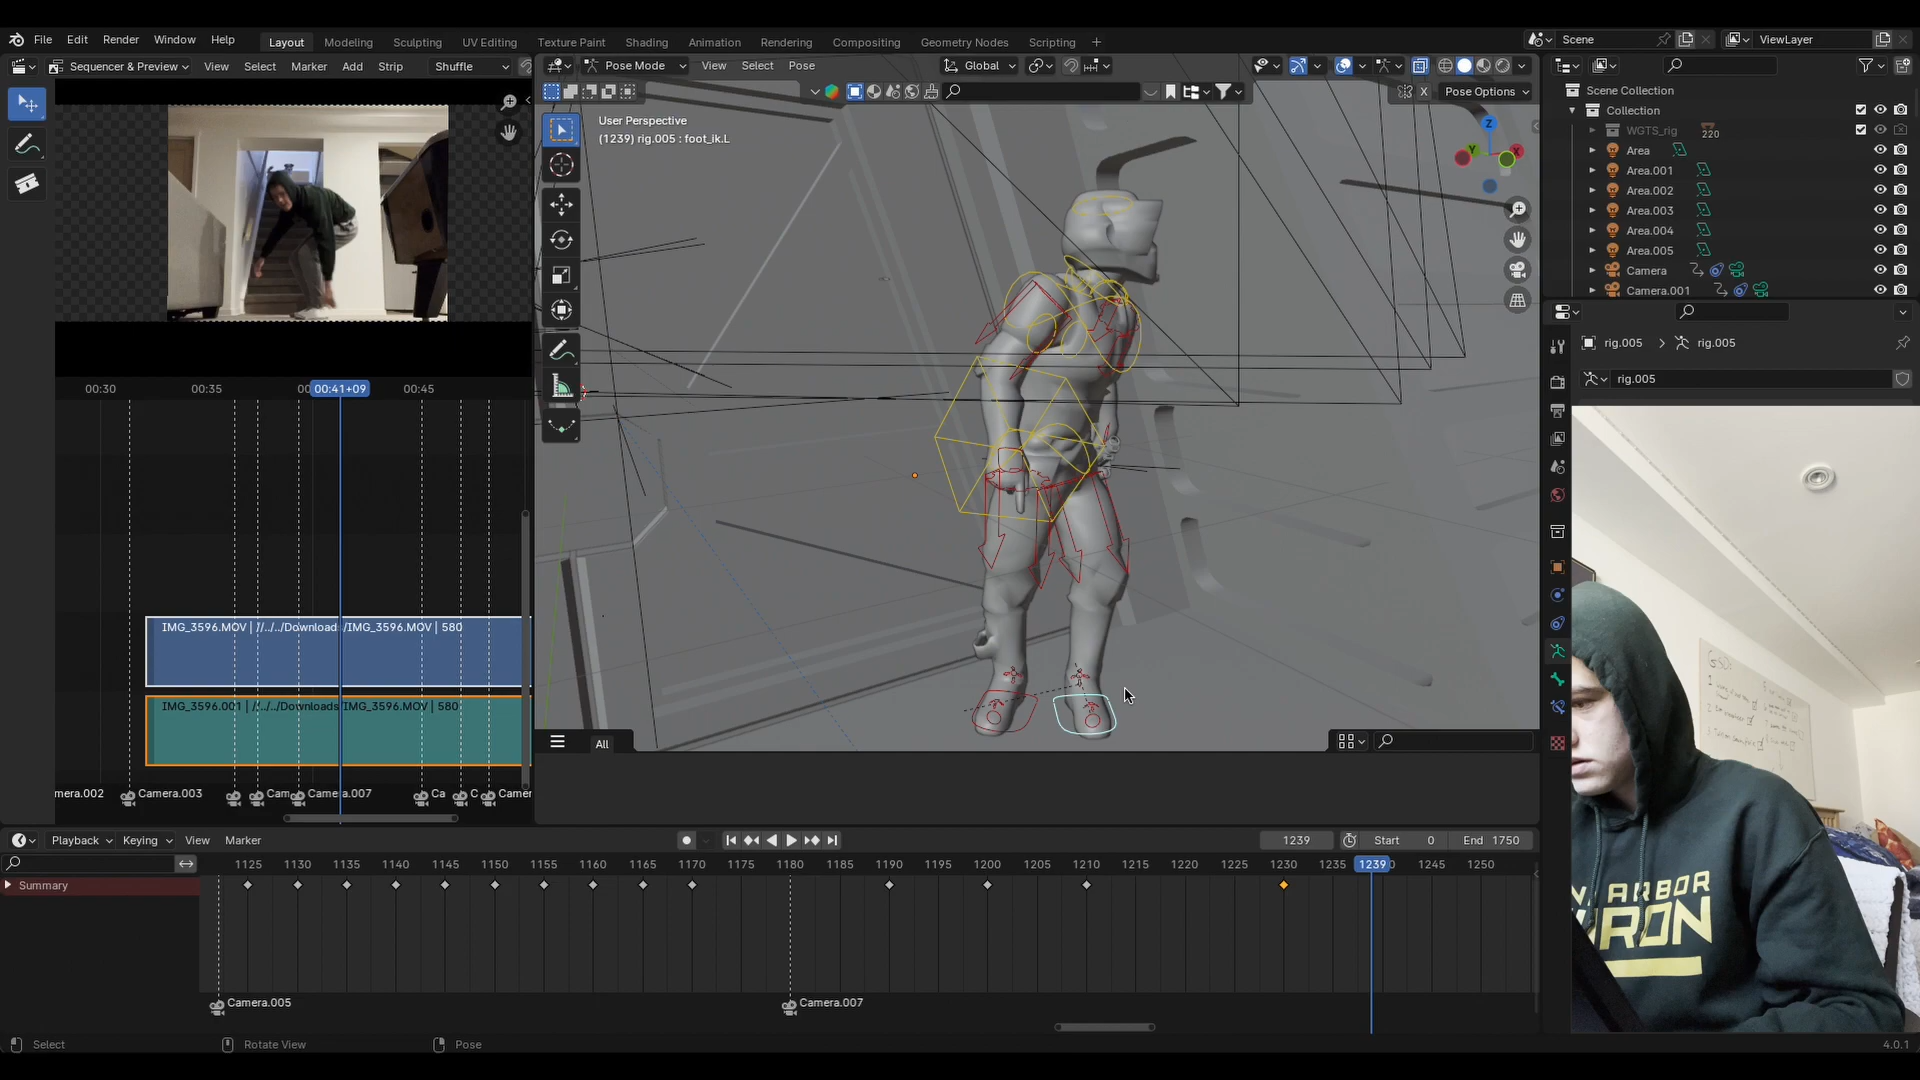 File Edit Render Window Help
Layout Modeling Sculpting UV Editing Texture Paint Shading Animation Rendering Compositing Geometry Nodes Scripting +
Scene
ViewLayer
Sequencer & Preview View Select Marker Add Strip Shuffle
Pose Mode View Select Pose Global
X Pose Options
User Perspective
(1239) rig.005 : foot_ik.L
Z
Y
X
Scene Collection
Collection
WGTS_rig 220
Area
Area.001
Area.002
Area.003
Area.004
Area.005
Camera
Camera.001
rig.005 > rig.005
rig.005
00:30 00:35 00 00:41+09 00:45
IMG_3596.MOV | //../../Download /IMG_3596.MOV | 580
IMG_3596.001 | //../../Downloads IMG_3596.MOV | 580
mera.002 Camera.003 Cam Camera.007 Ca C Camer
All
Playback Keying View Marker
1239 Start 0 End 1750
1125 1130 1135 1140 1145 1150 1155 1160 1165 1170 1175 1180 1185 1190 1195 1200 1205 1210 1215 1220 1225 1230 1235 1239 1245 1250
Summary
Camera.005 Camera.007
ARBOR
Select Rotate View Pose
4.0.1